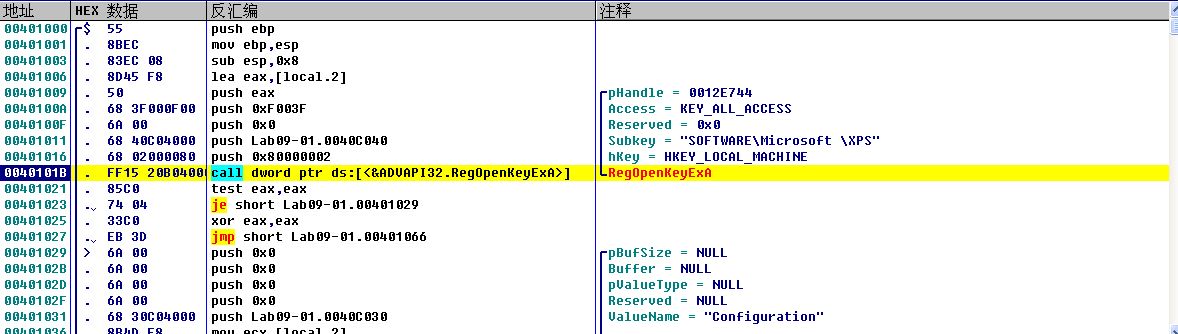 地址 HEX 数据 反汇编 注释
00401000 $ 55 push ebp
00401001 . 8BEC mov ebp,esp
00401003 . 83EC 08 sub esp,0x8
00401006 . 8D45 F8 lea eax,[local.2]
00401009 . 50 push eax pHandle = 0012E744
0040100A . 68 3F000F00 push 0xF003F Access = KEY_ALL_ACCESS
0040100F . 6A 00 push 0x0 Reserved = 0x0
00401011 . 68 40C04000 push Lab09-01.0040C040 Subkey = "SOFTWARE\Microsoft \XPS"
00401016 . 68 02000080 push 0x80000002 hKey = HKEY_LOCAL_MACHINE
0040101B . FF15 20B0400 call dword ptr ds:[<&ADVAPI32.RegOpenKeyExA>] RegOpenKeyExA
00401021 . 85C0 test eax,eax
00401023 . 74 04 je short Lab09-01.00401029
00401025 . 33C0 xor eax,eax
00401027 . EB 3D jmp short Lab09-01.00401066
00401029 > 6A 00 push 0x0 pBufSize = NULL
0040102B . 6A 00 push 0x0 Buffer = NULL
0040102D . 6A 00 push 0x0 pValueType = NULL
0040102F . 6A 00 push 0x0 Reserved = NULL
00401031 . 68 30C04000 push Lab09-01.0040C030 ValueName = "Configuration"
00401036 . 8B4D F8 mov ecx,[local.2]